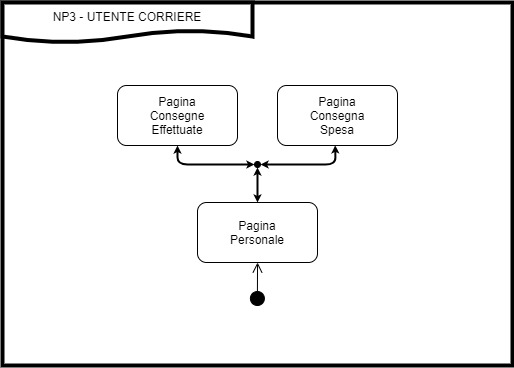 NP3 - UTENTE CORRIERE
Pagina
Consegne
Effettuate
Pagina
Consegna
Spesa
Pagina
Personale